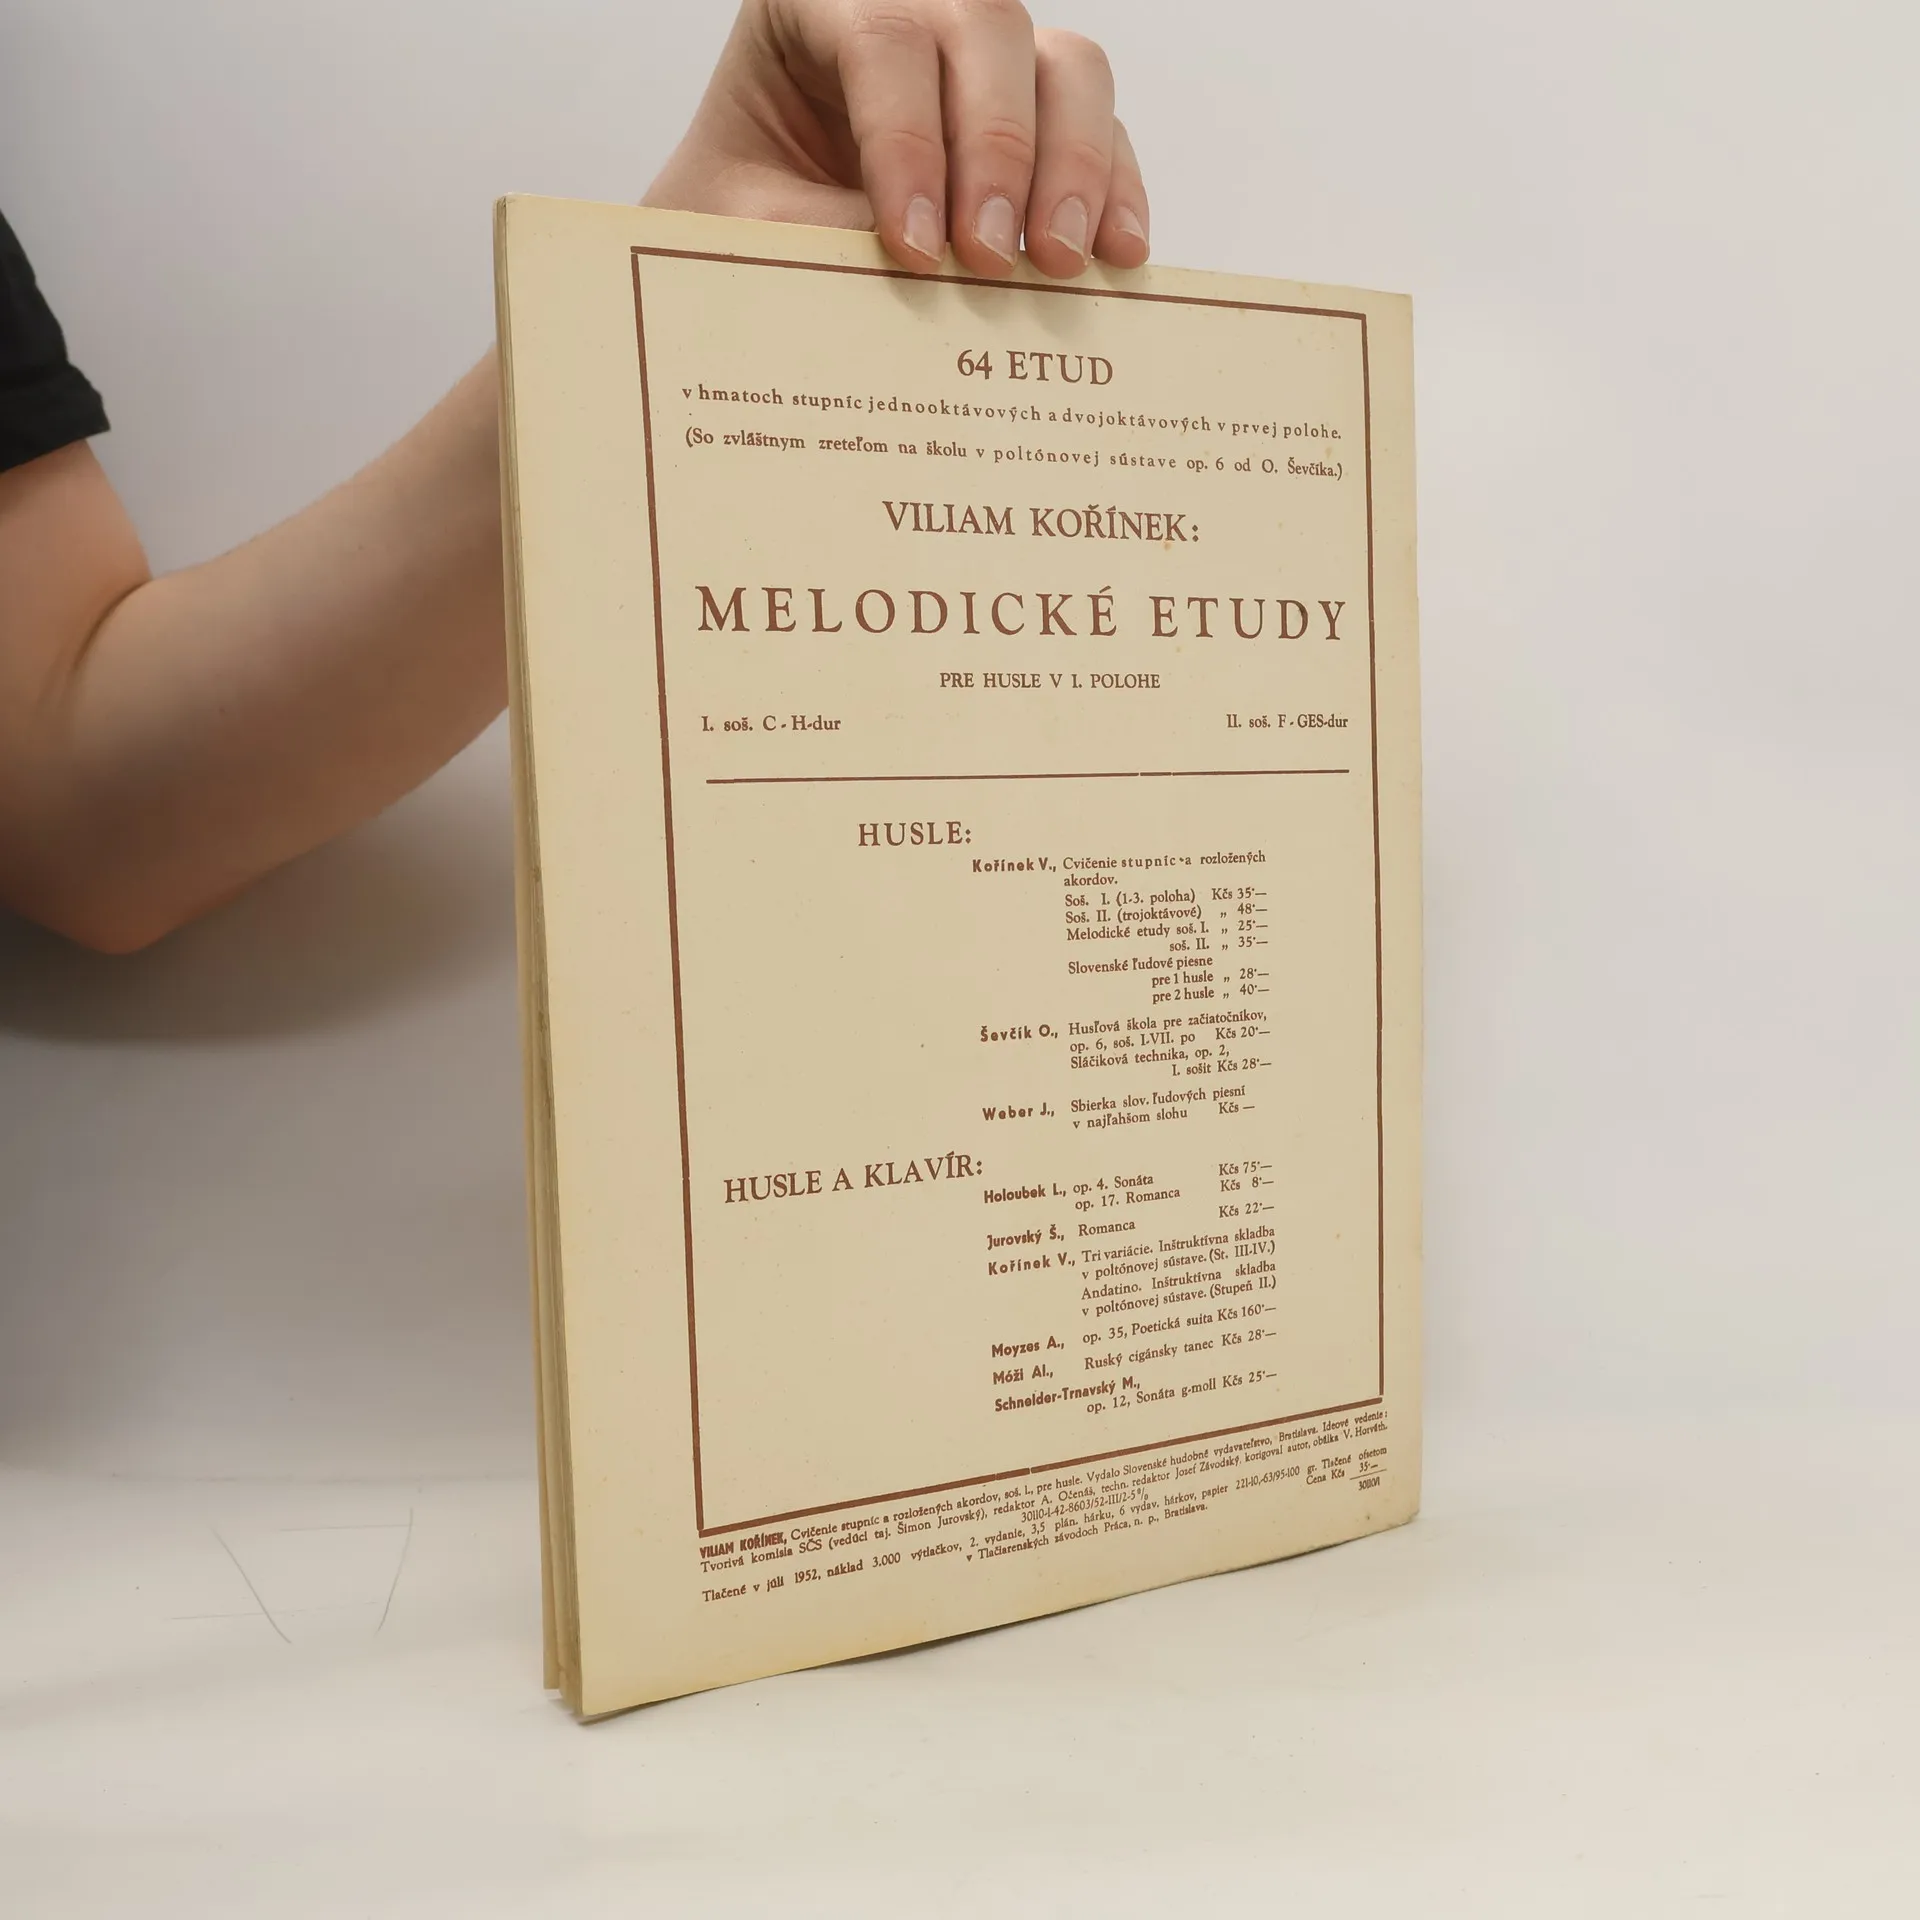 64 ETUD
v hmatoch stupníc jednooktávových a dvojoktávových v prvej polohe.
(So zvláštnym zreteľom na školu v poltónovej sústave op. 6 od O. Ševčíka.)
VILIAM KOŘÍNEK:
MELODICKÉ ETUDY
PRE HUSLE V I. POLOHE
I. soš. C - H-dur II. soš. F - GES-dur
HUSLE:
Kořínek V., Cvičenie stupníc a rozložených
akordov.
Soš. I. (1-3. poloha) Kčs 35·—
Soš. II. (trojoktávové) „ 48·—
Melodické etudy soš. I. „ 25·—
soš. II. „ 35·—
Slovenské ľudové piesne
pre 1 husle „ 28·—
pre 2 husle „ 40·—
Ševčík O., Husľová škola pre začiatočníkov,
op. 6, soš. I-VII. po Kčs 20·—
Sláčiková technika, op. 2,
I. sošit Kčs 28·—
Weber J., Sbierka slov. ľudových piesní
v najľahšom slohu Kčs —
HUSLE A KLAVÍR:
Holoubek L., op. 4. Sonáta Kčs 75·—
op. 17. Romanca Kčs 8·—
Jurovský Š., Romanca Kčs 22·—
Kořínek V., Tri variácie. Inštruktívna skladba
v poltónovej sústave. (St. III-IV.)
Andatino. Inštruktívna skladba
v poltónovej sústave. (Stupeň II.)
Moyzes A., op. 35, Poetická suita Kčs 160·—
Móži Al., Ruský cigánsky tanec Kčs 28·—
Schneider-Trnavský M.,
op. 12, Sonáta g-moll Kčs 25·—
VILIAM KOŘÍNEK, Cvičenie stupníc a rozložených akordov, soš. I., pre husle. Vydalo Slovenské hudobné vydavateľstvo, Bratislava. Ideové vedenie:
Tvorivá komisia SČS (vedúci taj. Šimon Jurovský), redaktor A. Očenáš, techn. redaktor Jozef Závodský, korigoval autor, obálka V. Horváth.
30110-I-42-8603/52-III/2-5%
Tlačené v júli 1952, náklad 3.000 výtlačkov, 2. vydanie, 3,5 plán. hárku, 6 vydav. hárkov, papier 221-10,-63/95-100 gr. Tlačené ofsetom
v Tlačiarenských závodoch Práca, n. p., Bratislava. Cena Kčs 35·—